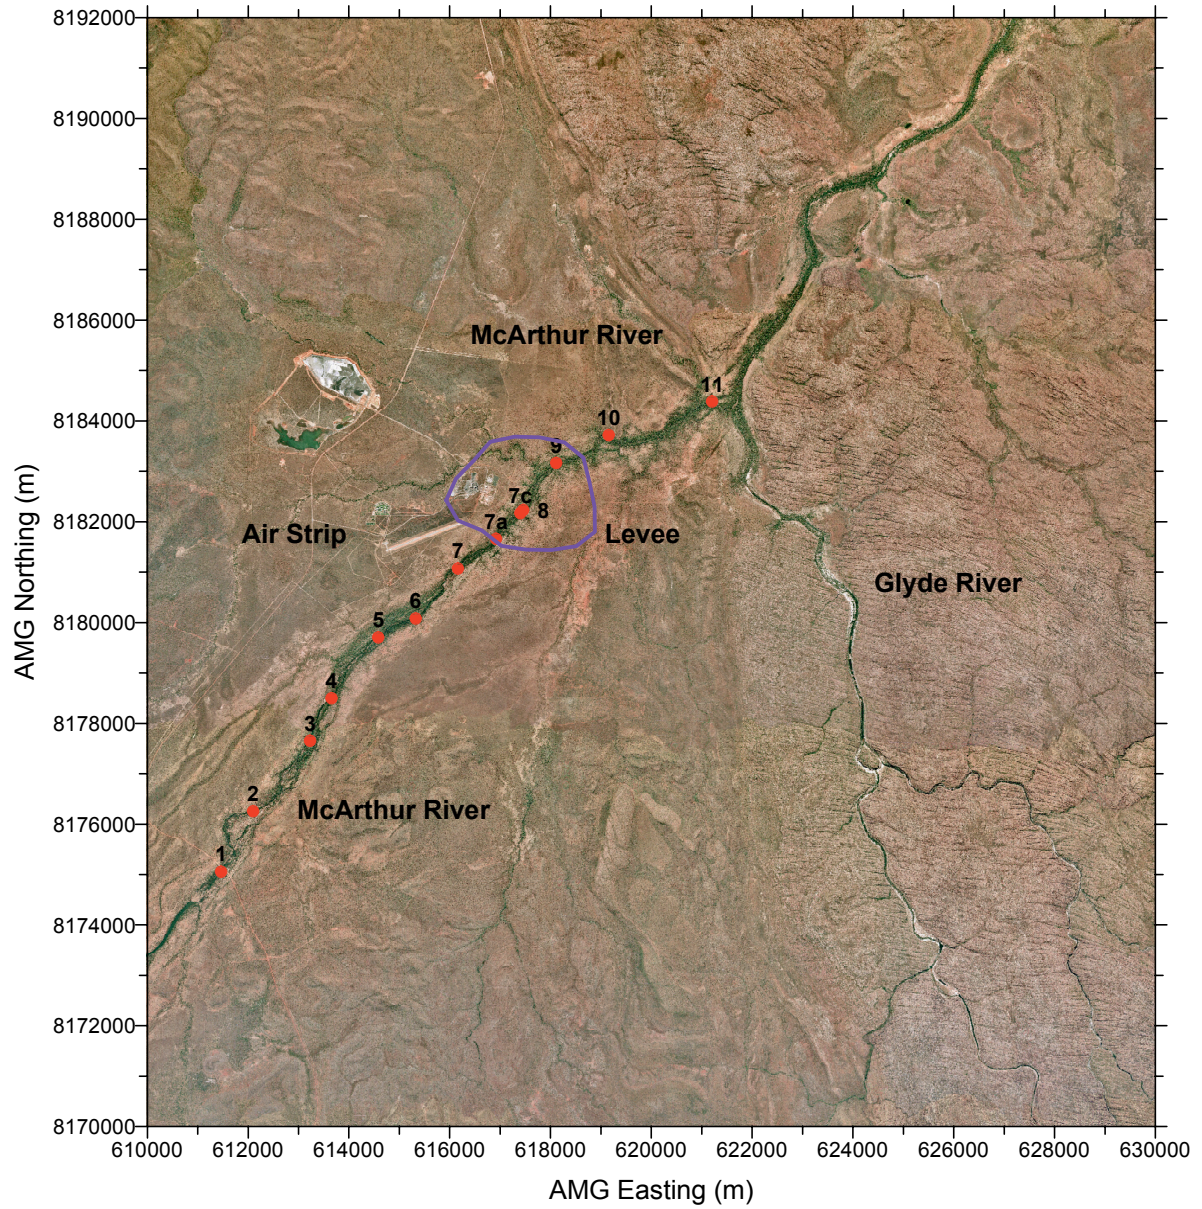 8192000
8190000
8188000
8186000
8184000
8182000
8180000
8178000
8176000
8174000
8172000
8170000
AMG Northing (m)
McArthur River
11
10
9
7c
8
7a
Air Strip
Levee
7
Glyde River
6
5
4
3
2
McArthur River
1
610000 612000 614000 616000 618000 620000 622000 624000 626000 628000 630000
AMG Easting (m)